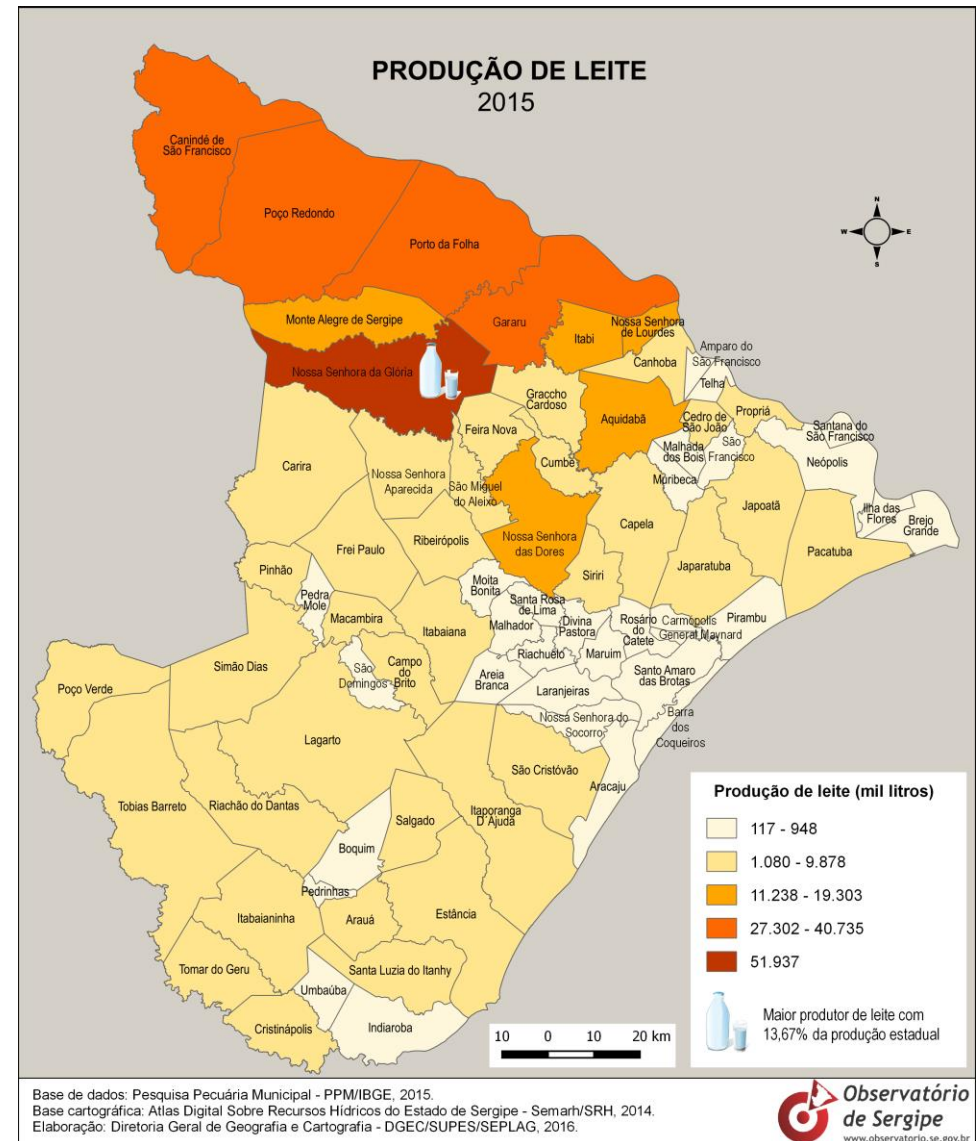 PRODUÇÃO DE LEITE
2015
Canindé de
São Francisco
Poço Redondo
Porto da Folha
N
W
E
S
Monte Alegre de Sergipe
Gararu
Itabi
Nossa Senhora
de Lourdes
Nossa Senhora da Glória
Canhoba
Amparo do
São Francisco
Telha
Graccho
Cardoso
Aquidabã
Cedro de
São João
Propriá
Feira Nova
Cumbe
Malhada
dos Bois
São
Francisco
Santana do
São Francisco
Neópolis
Carira
Nossa Senhora
Aparecida
São Miguel
do Aleixo
Muribeca
Ilha das
Flores
Brejo
Grande
Nossa Senhora
das Dores
Capela
Japoatã
Frei Paulo
Ribeirópolis
Siriri
Japaratuba
Pacatuba
Pinhão
Pedra
Mole
Moita
Bonita
Santa Rosa
de Lima
Macambira
Itabaiana
Malhador
Divina
Pastora
Rosário
do
Catete
Carmópolis
General Maynard
Pirambu
Riachuelo
Maruim
Simão Dias
São
Domingos
Campo
do
Brito
Areia
Branca
Santo Amaro
das Brotas
Poço Verde
Laranjeiras
Lagarto
Nossa Senhora do
Socorro
Barra
dos
Coqueiros
São Cristóvão
Aracaju
Tobias Barreto
Riachão do Dantas
Salgado
Itaporanga
D'Ajuda
Boquim
Pedrinhas
Itabaianinha
Arauá
Estância
Tomar do Geru
Santa Luzia do Itanhy
Umbaúba
Cristinápolis
Indiaroba
Produção de leite (mil litros)
117 - 948
1.080 - 9.878
11.238 - 19.303
27.302 - 40.735
51.937
Maior produtor de leite com
13,67% da produção estadual
10 0 10 20 km
Base de dados: Pesquisa Pecuária Municipal - PPM/IBGE, 2015.
Base cartográfica: Atlas Digital Sobre Recursos Hídricos do Estado de Sergipe - Semarh/SRH, 2014.
Elaboração: Diretoria Geral de Geografia e Cartografia - DGEC/SUPES/SEPLAG, 2016.
Observatório
de Sergipe
www.observatorio.se.gov.br